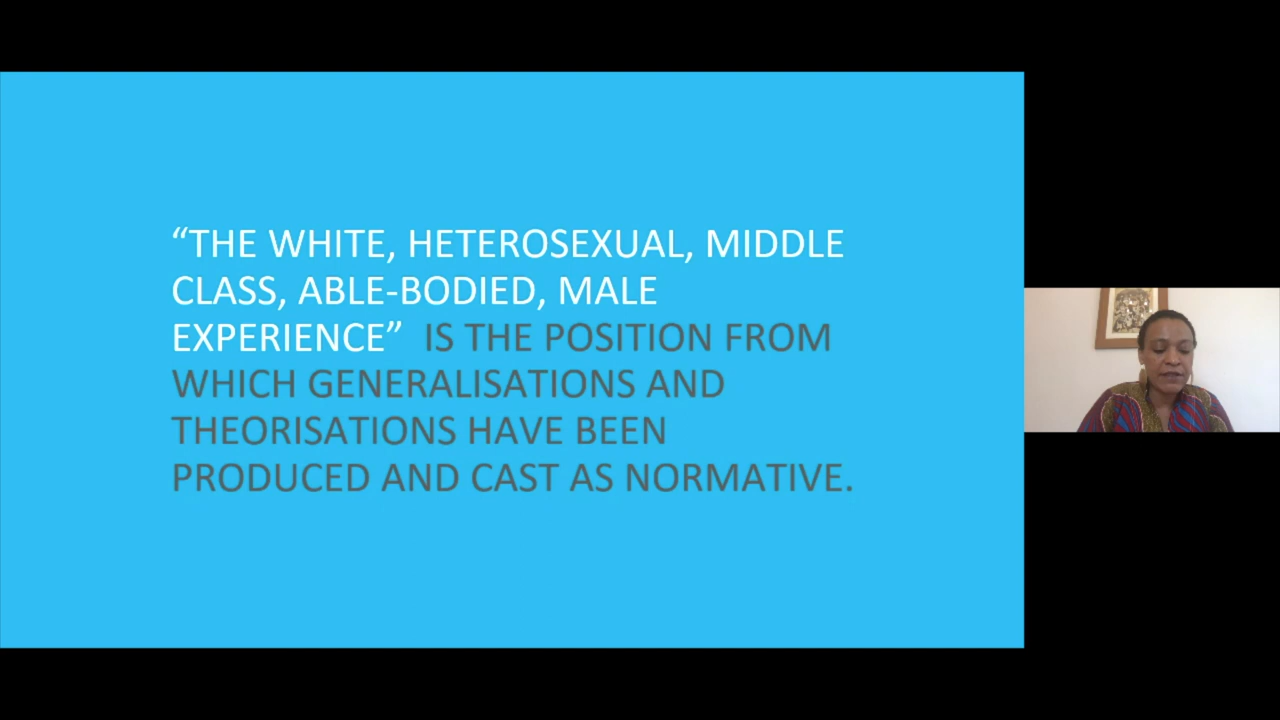 “THE WHITE, HETEROSEXUAL, MIDDLE
CLASS, ABLE-BODIED, MALE
EXPERIENCE”  IS THE POSITION FROM
WHICH GENERALISATIONS AND
THEORISATIONS HAVE BEEN
PRODUCED AND CAST AS NORMATIVE.